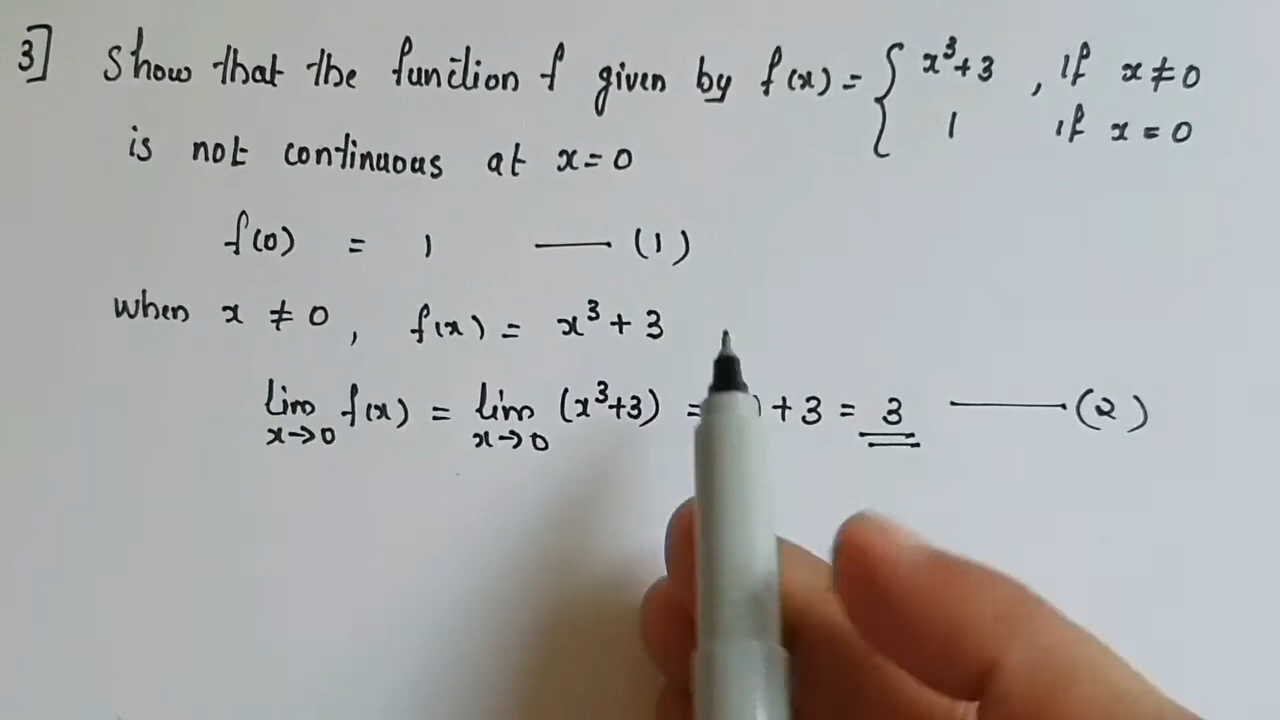 3] Show that the function f given by f(x) = { x³+3 , if x ≠ 0
1 if x = 0
is not continuous at x = 0
f(0) = 1 —— (1)
when x ≠ 0 , f(x) = x³ + 3
lim x→0 f(x) = lim x→0 (x³+3) = ) + 3 = 3 —— (2)